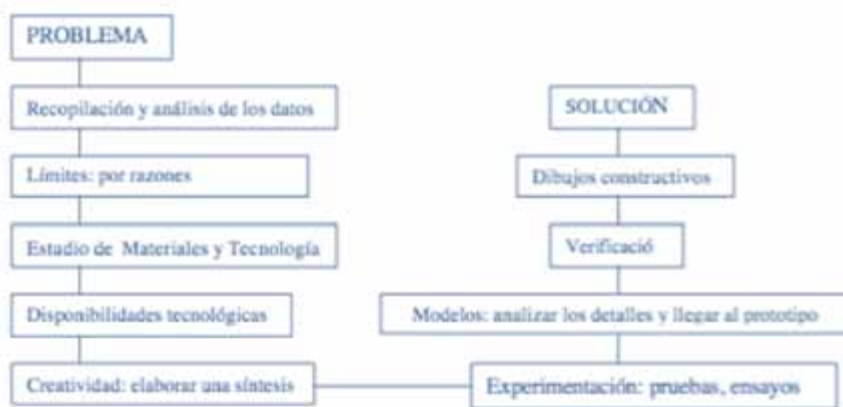 PROBLEMA
Recopilación y análisis de los datos
Límites: por razones
Estudio de Materiales y Tecnología
Disponibilidades tecnológicas
Creatividad: elaborar una síntesis
Experimentación: pruebas, ensayos
Modelos: analizar los detalles y llegar al prototipo
Verificació
Dibujos constructivos
SOLUCIÓN